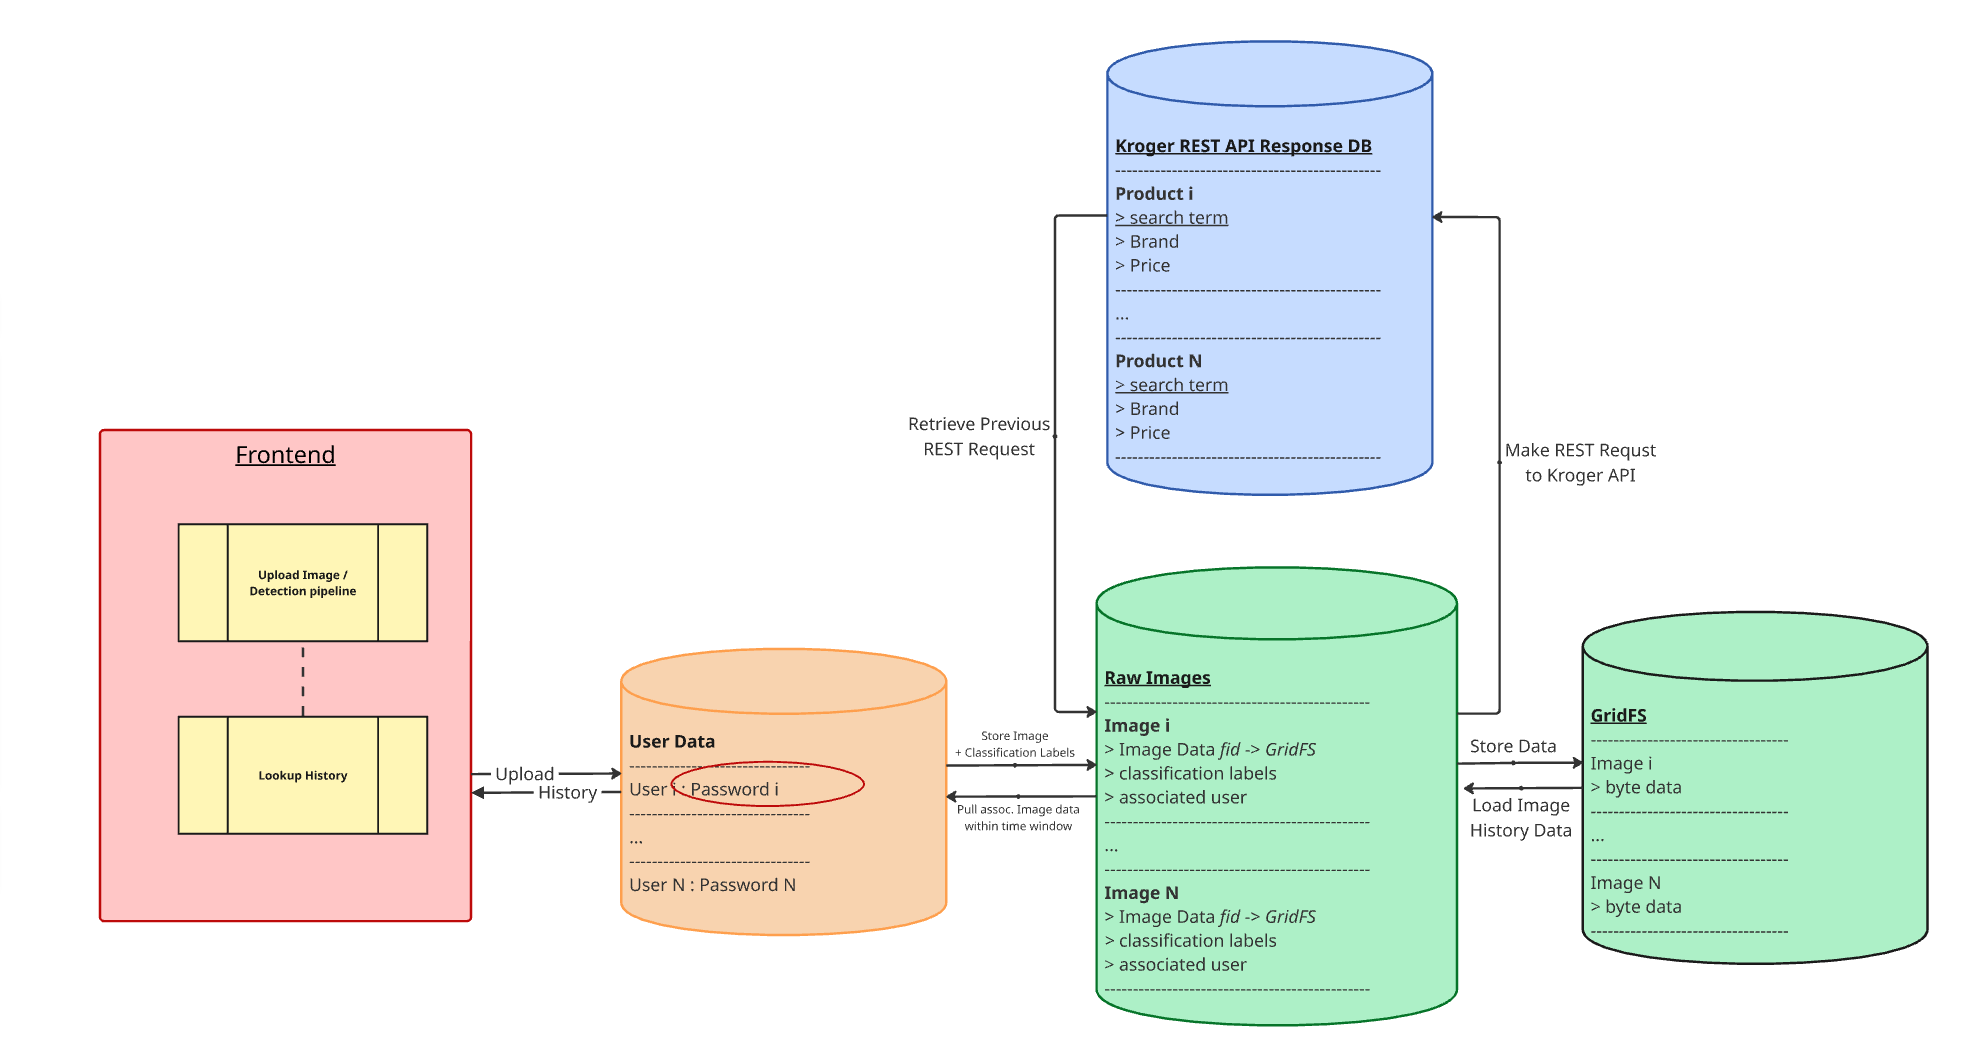 Kroger REST API Response DB
-----------------------------------------------
Product i
> search term
> Brand
> Price
-----------------------------------------------
...
-----------------------------------------------
Product N
> search term
> Brand
> Price
-----------------------------------------------
Retrieve Previous
REST Request
Make REST Requst
to Kroger API
Frontend
Upload Image /
Detection pipeline
Lookup History
Upload
History
User Data
--------------------------------
User i : Password i
--------------------------------
...
--------------------------------
User N : Password N
Store Image
+ Classification Labels
Pull assoc. Image data
within time window
Raw Images
-----------------------------------------------
Image i
> Image Data fid -> GridFS
> classification labels
> associated user
-----------------------------------------------
...
-----------------------------------------------
Image N
> Image Data fid -> GridFS
> classification labels
> associated user
-----------------------------------------------
Store Data
Load Image
History Data
GridFS
-----------------------------------
Image i
> byte data
-----------------------------------
...
-----------------------------------
Image N
> byte data
-----------------------------------